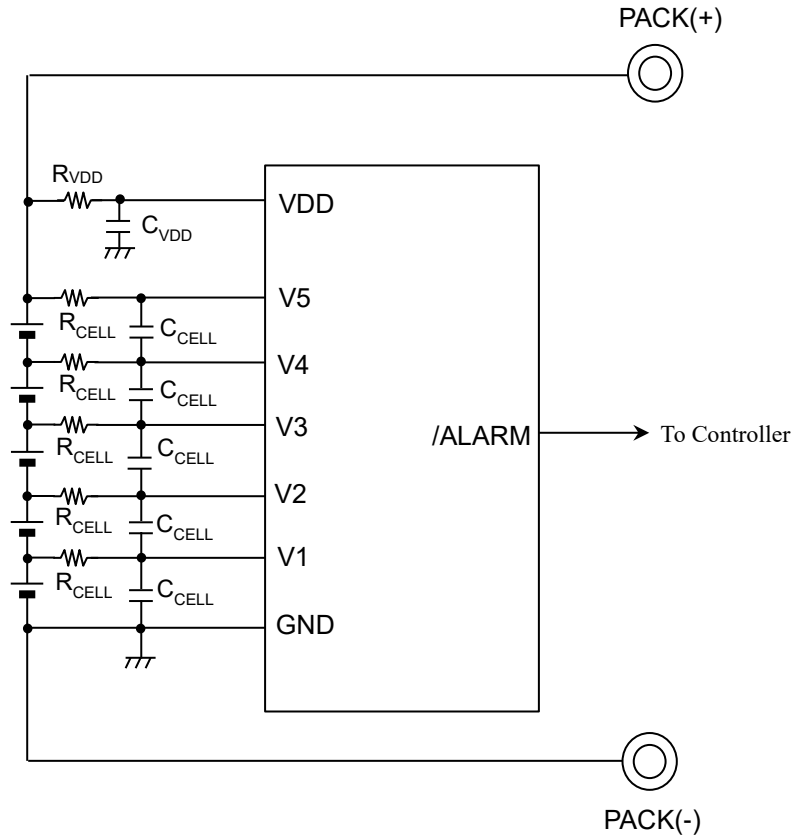 PACK(+)
RVDD
VDD
CVDD
V5
RCELL
CCELL
V4
RCELL
CCELL
V3
RCELL
CCELL
/ALARM
To Controller
V2
RCELL
CCELL
V1
RCELL
CCELL
GND
PACK(-)